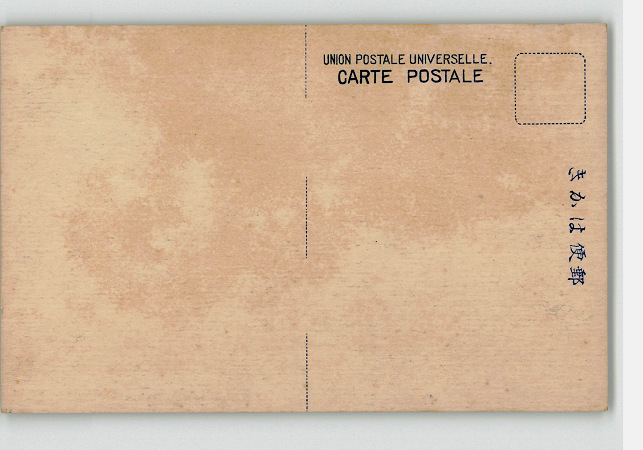 UNION POSTALE UNIVERSELLE.
CARTE POSTALE
きかは便郵